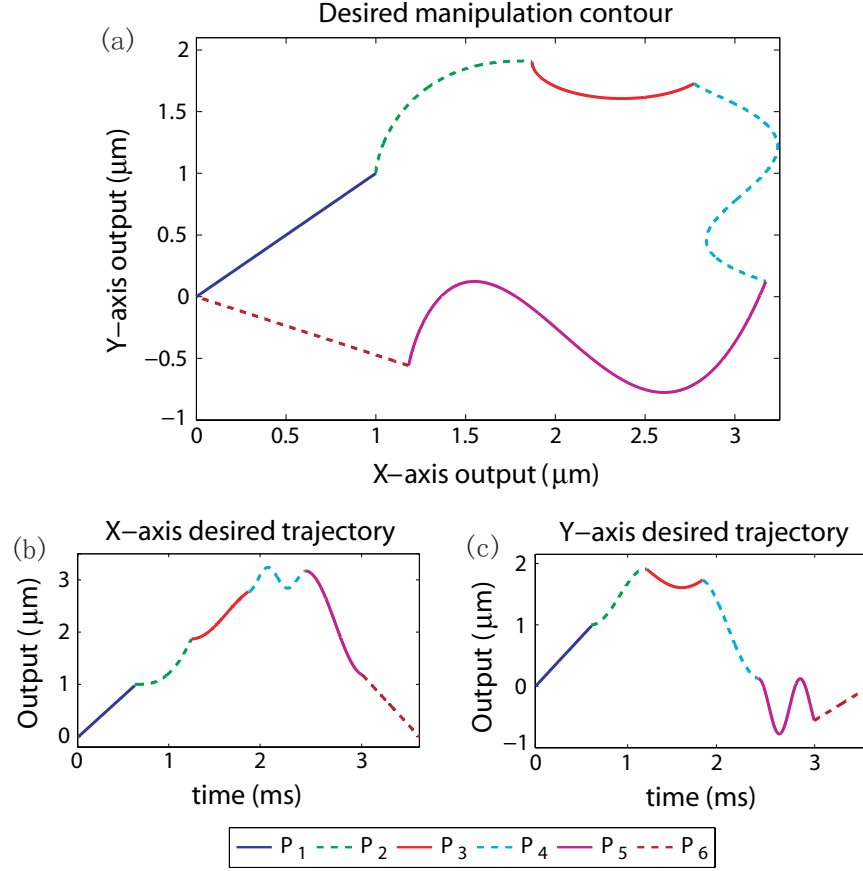 Desired manipulation contour
(a)
2
1.5
1
0.5
0
−0.5
−1
Y−axis output (μm)
0
0.5
1
1.5
2
2.5
3
X−axis output (μm)
(b)
X−axis desired trajectory
3
2
1
0
Output (μm)
0
1
2
3
time (ms)
(c)
Y−axis desired trajectory
2
1
0
−1
Output (μm)
0
1
2
3
time (ms)
P 1 P 2 P 3 P 4 P 5 P 6